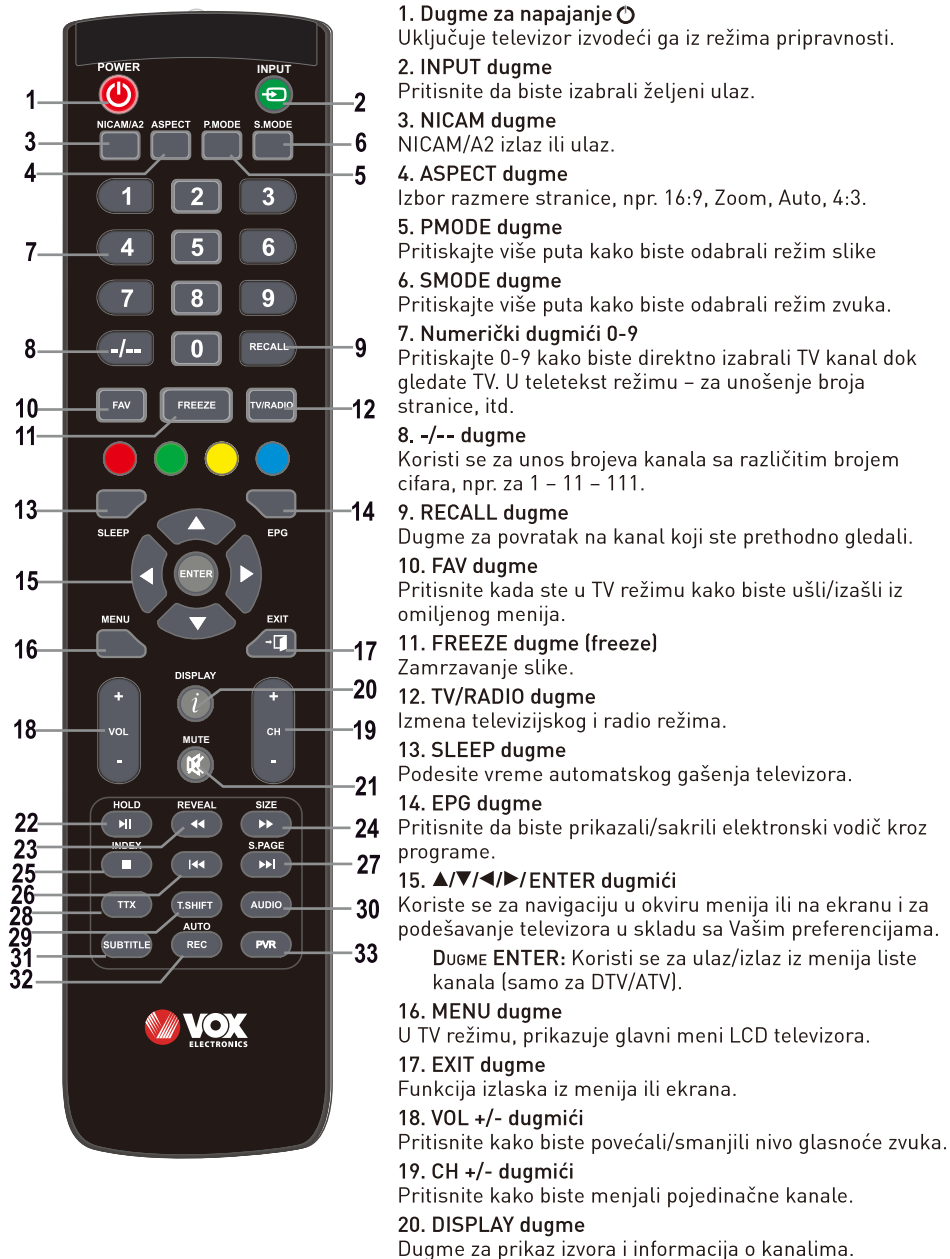 POWER
INPUT
1
2
NICAM/A2 ASPECT P.MODE S.MODE
3
6
4
5
1 2 3
4 5 6
7
7 8 9
-/-- 0 RECALL
8
9
FAV FREEZE TV/RADIO
10
12
11
13
14
SLEEP
EPG
ENTER
15
MENU
EXIT
16
17
DISPLAY
i
20
+
+
18
VOL
CH
19
MUTE
-
-
21
HOLD REVEAL SIZE
22
24
23
INDEX
S.PAGE
25
27
26
TTX T.SHIFT AUDIO
28
30
29
AUTO
SUBTITLE REC PVR
31
33
32
VOX
ELECTRONICS
1. Dugme za napajanje
Uključuje televizor izvodeći ga iz režima pripravnosti.
2. INPUT dugme
Pritisnite da biste izabrali željeni ulaz.
3. NICAM dugme
NICAM/A2 izlaz ili ulaz.
4. ASPECT dugme
Izbor razmere stranice, npr. 16:9, Zoom, Auto, 4:3.
5. PMODE dugme
Pritiskajte više puta kako biste odabrali režim slike
6. SMODE dugme
Pritiskajte više puta kako biste odabrali režim zvuka.
7. Numerički dugmići 0-9
Pritiskajte 0-9 kako biste direktno izabrali TV kanal dok
gledate TV. U teletekst režimu – za unošenje broja
stranice, itd.
8. -/-- dugme
Koristi se za unos brojeva kanala sa različitim brojem
cifara, npr. za 1 – 11 – 111.
9. RECALL dugme
Dugme za povratak na kanal koji ste prethodno gledali.
10. FAV dugme
Pritisnite kada ste u TV režimu kako biste ušli/izašli iz
omiljenog menija.
11. FREEZE dugme (freeze)
Zamrzavanje slike.
12. TV/RADIO dugme
Izmena televizijskog i radio režima.
13. SLEEP dugme
Podesite vreme automatskog gašenja televizora.
14. EPG dugme
Pritisnite da biste prikazali/sakrili elektronski vodič kroz
programe.
15. ▲/▼/◀/▶/ENTER dugmići
Koriste se za navigaciju u okviru menija ili na ekranu i za
podešavanje televizora u skladu sa Vašim preferencijama.
Dugme ENTER: Koristi se za ulaz/izlaz iz menija liste
kanala (samo za DTV/ATV).
16. MENU dugme
U TV režimu, prikazuje glavni meni LCD televizora.
17. EXIT dugme
Funkcija izlaska iz menija ili ekrana.
18. VOL +/- dugmići
Pritisnite kako biste povećali/smanjili nivo glasnoće zvuka.
19. CH +/- dugmići
Pritisnite kako biste menjali pojedinačne kanale.
20. DISPLAY dugme
Dugme za prikaz izvora i informacija o kanalima.